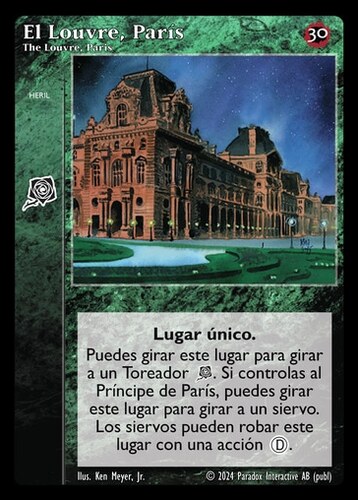 El Louvre, París
The Louvre, Paris
30
HERIL
Lugar único.
Puedes girar este lugar para girar
a un Toreador . Si controlas al
Príncipe de París, puedes girar
este lugar para girar a un siervo.
Los siervos pueden robar este
lugar con una acción Ⓓ.
Ilus. Ken Meyer, Jr. © 2024 Paradox Interactive AB (publ)